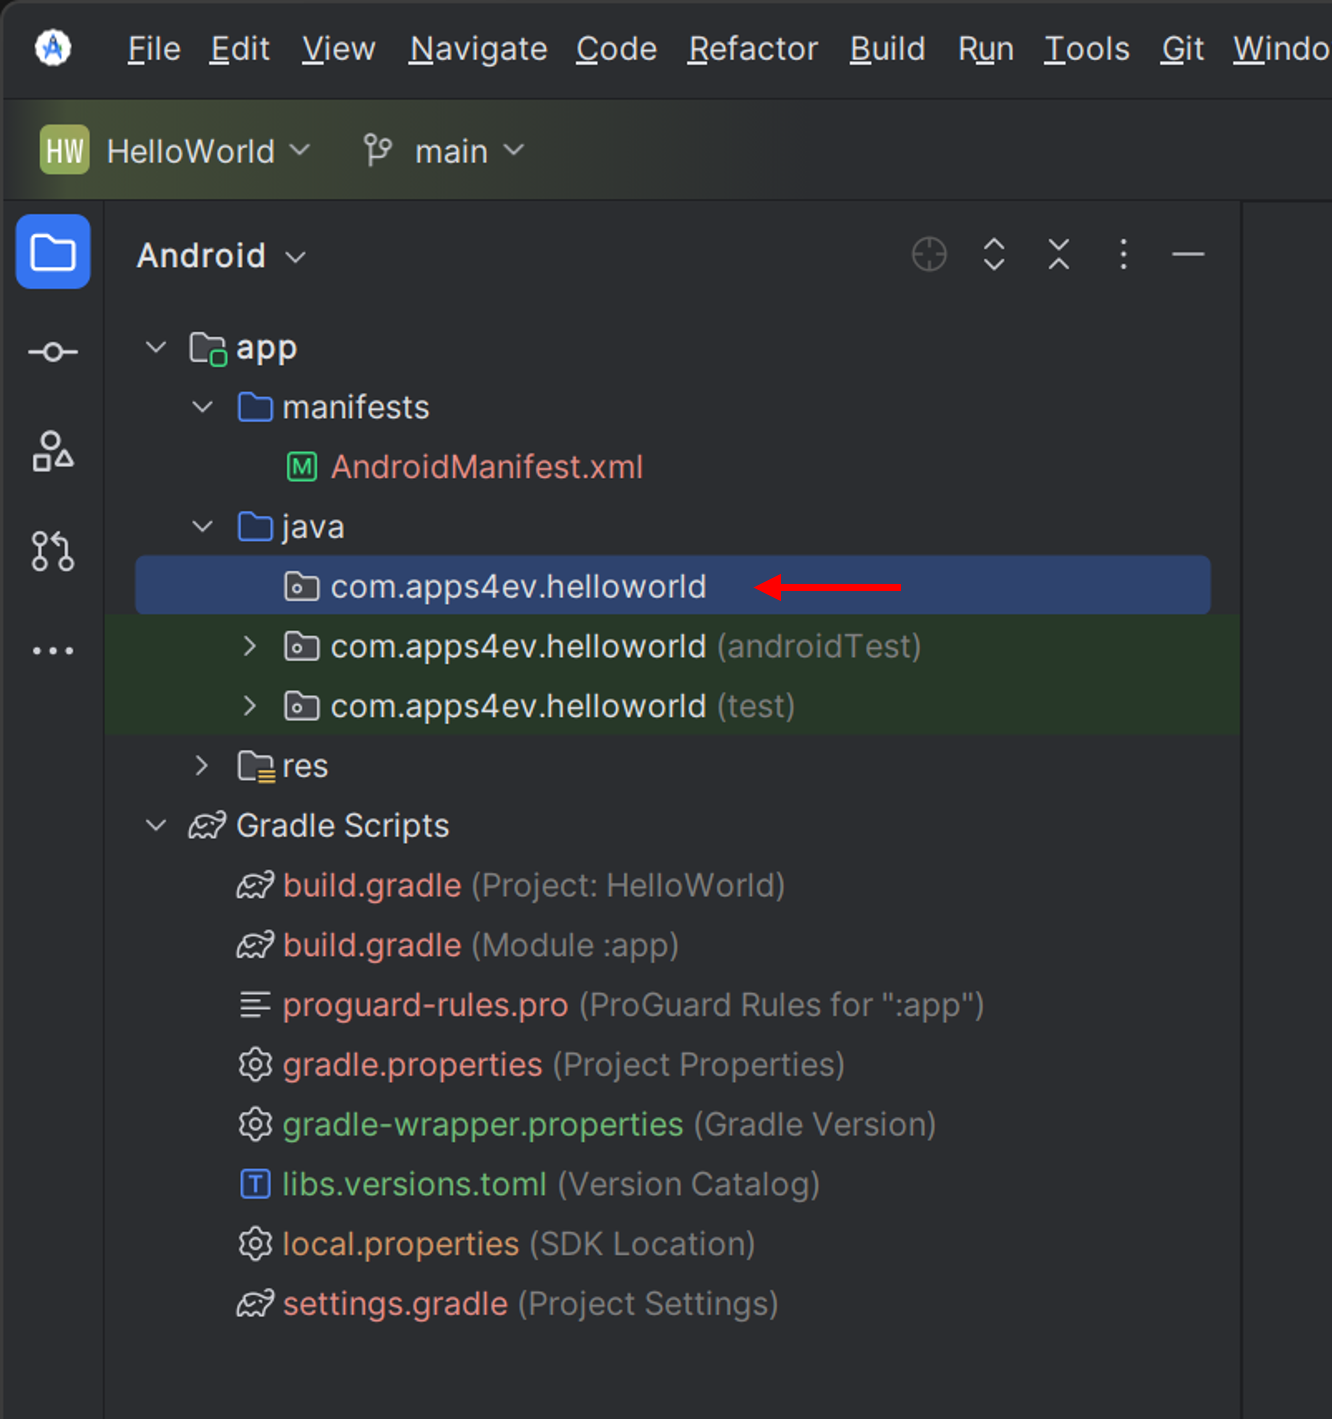 File Edit View Navigate Code Refactor Build Run Tools Git Windo
HW HelloWorld main
Android
app
manifests
M AndroidManifest.xml
java
com.apps4ev.helloworld
com.apps4ev.helloworld (androidTest)
com.apps4ev.helloworld (test)
res
Gradle Scripts
build.gradle (Project: HelloWorld)
build.gradle (Module :app)
proguard-rules.pro (ProGuard Rules for ":app")
gradle.properties (Project Properties)
gradle-wrapper.properties (Gradle Version)
T libs.versions.toml (Version Catalog)
local.properties (SDK Location)
settings.gradle (Project Settings)